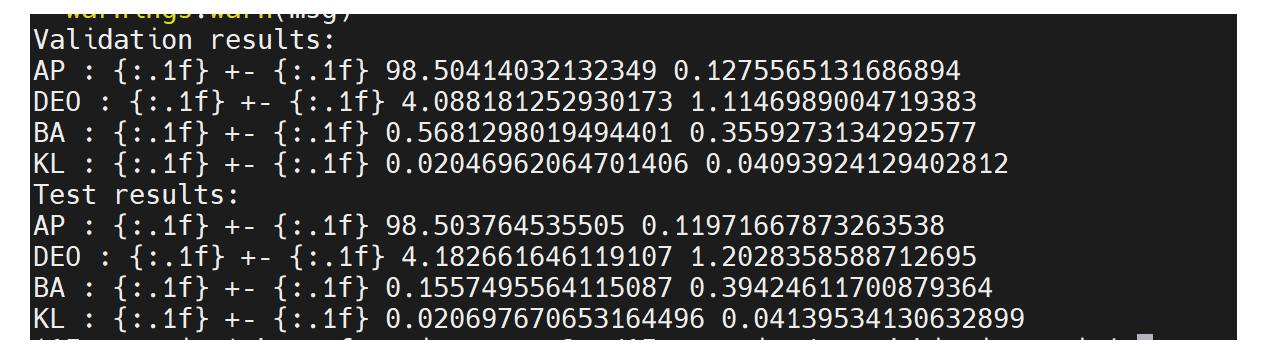 warnings.warn(msg)
Validation results:
AP : {:.1f} +- {:.1f} 98.50414032132349 0.1275565131686894
DEO : {:.1f} +- {:.1f} 4.088181252930173 1.1146989004719383
BA : {:.1f} +- {:.1f} 0.5681298019494401 0.3559273134292577
KL : {:.1f} +- {:.1f} 0.02046962064701406 0.04093924129402812
Test results:
AP : {:.1f} +- {:.1f} 98.503764535505 0.11971667873263538
DEO : {:.1f} +- {:.1f} 4.182661646119107 1.2028358588712695
BA : {:.1f} +- {:.1f} 0.1557495564115087 0.39424611700879364
KL : {:.1f} +- {:.1f} 0.020697670653164496 0.04139534130632899